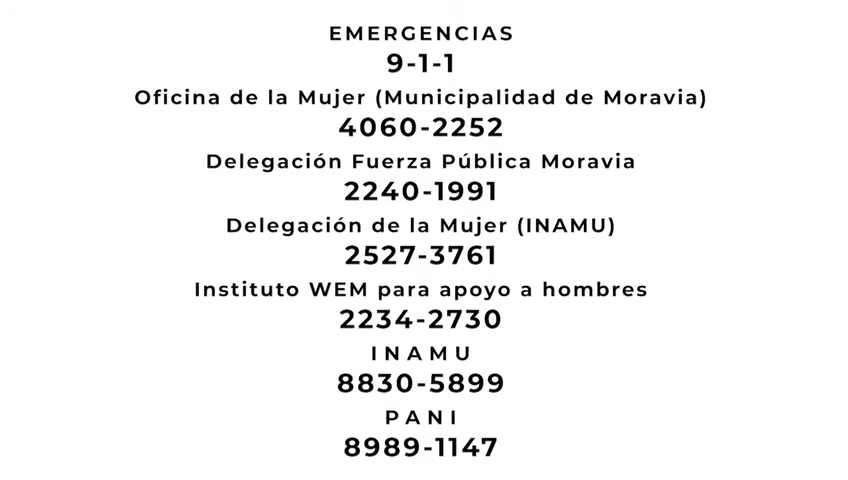 EMERGENCIAS
9-1-1
Oficina de la Mujer (Municipalidad de Moravia)
4060-2252
Delegación Fuerza Pública Moravia
2240-1991
Delegación de la Mujer (INAMU)
2527-3761
Instituto WEM para apoyo a hombres
2234-2730
INAMU
8830-5899
PANI
8989-1147